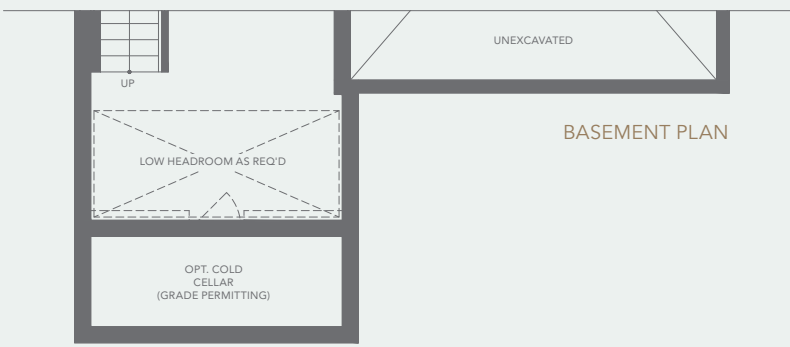 UNEXCAVATED
UP
BASEMENT PLAN
LOW HEADROOM AS REQ'D
OPT. COLD
CELLAR
(GRADE PERMITTING)